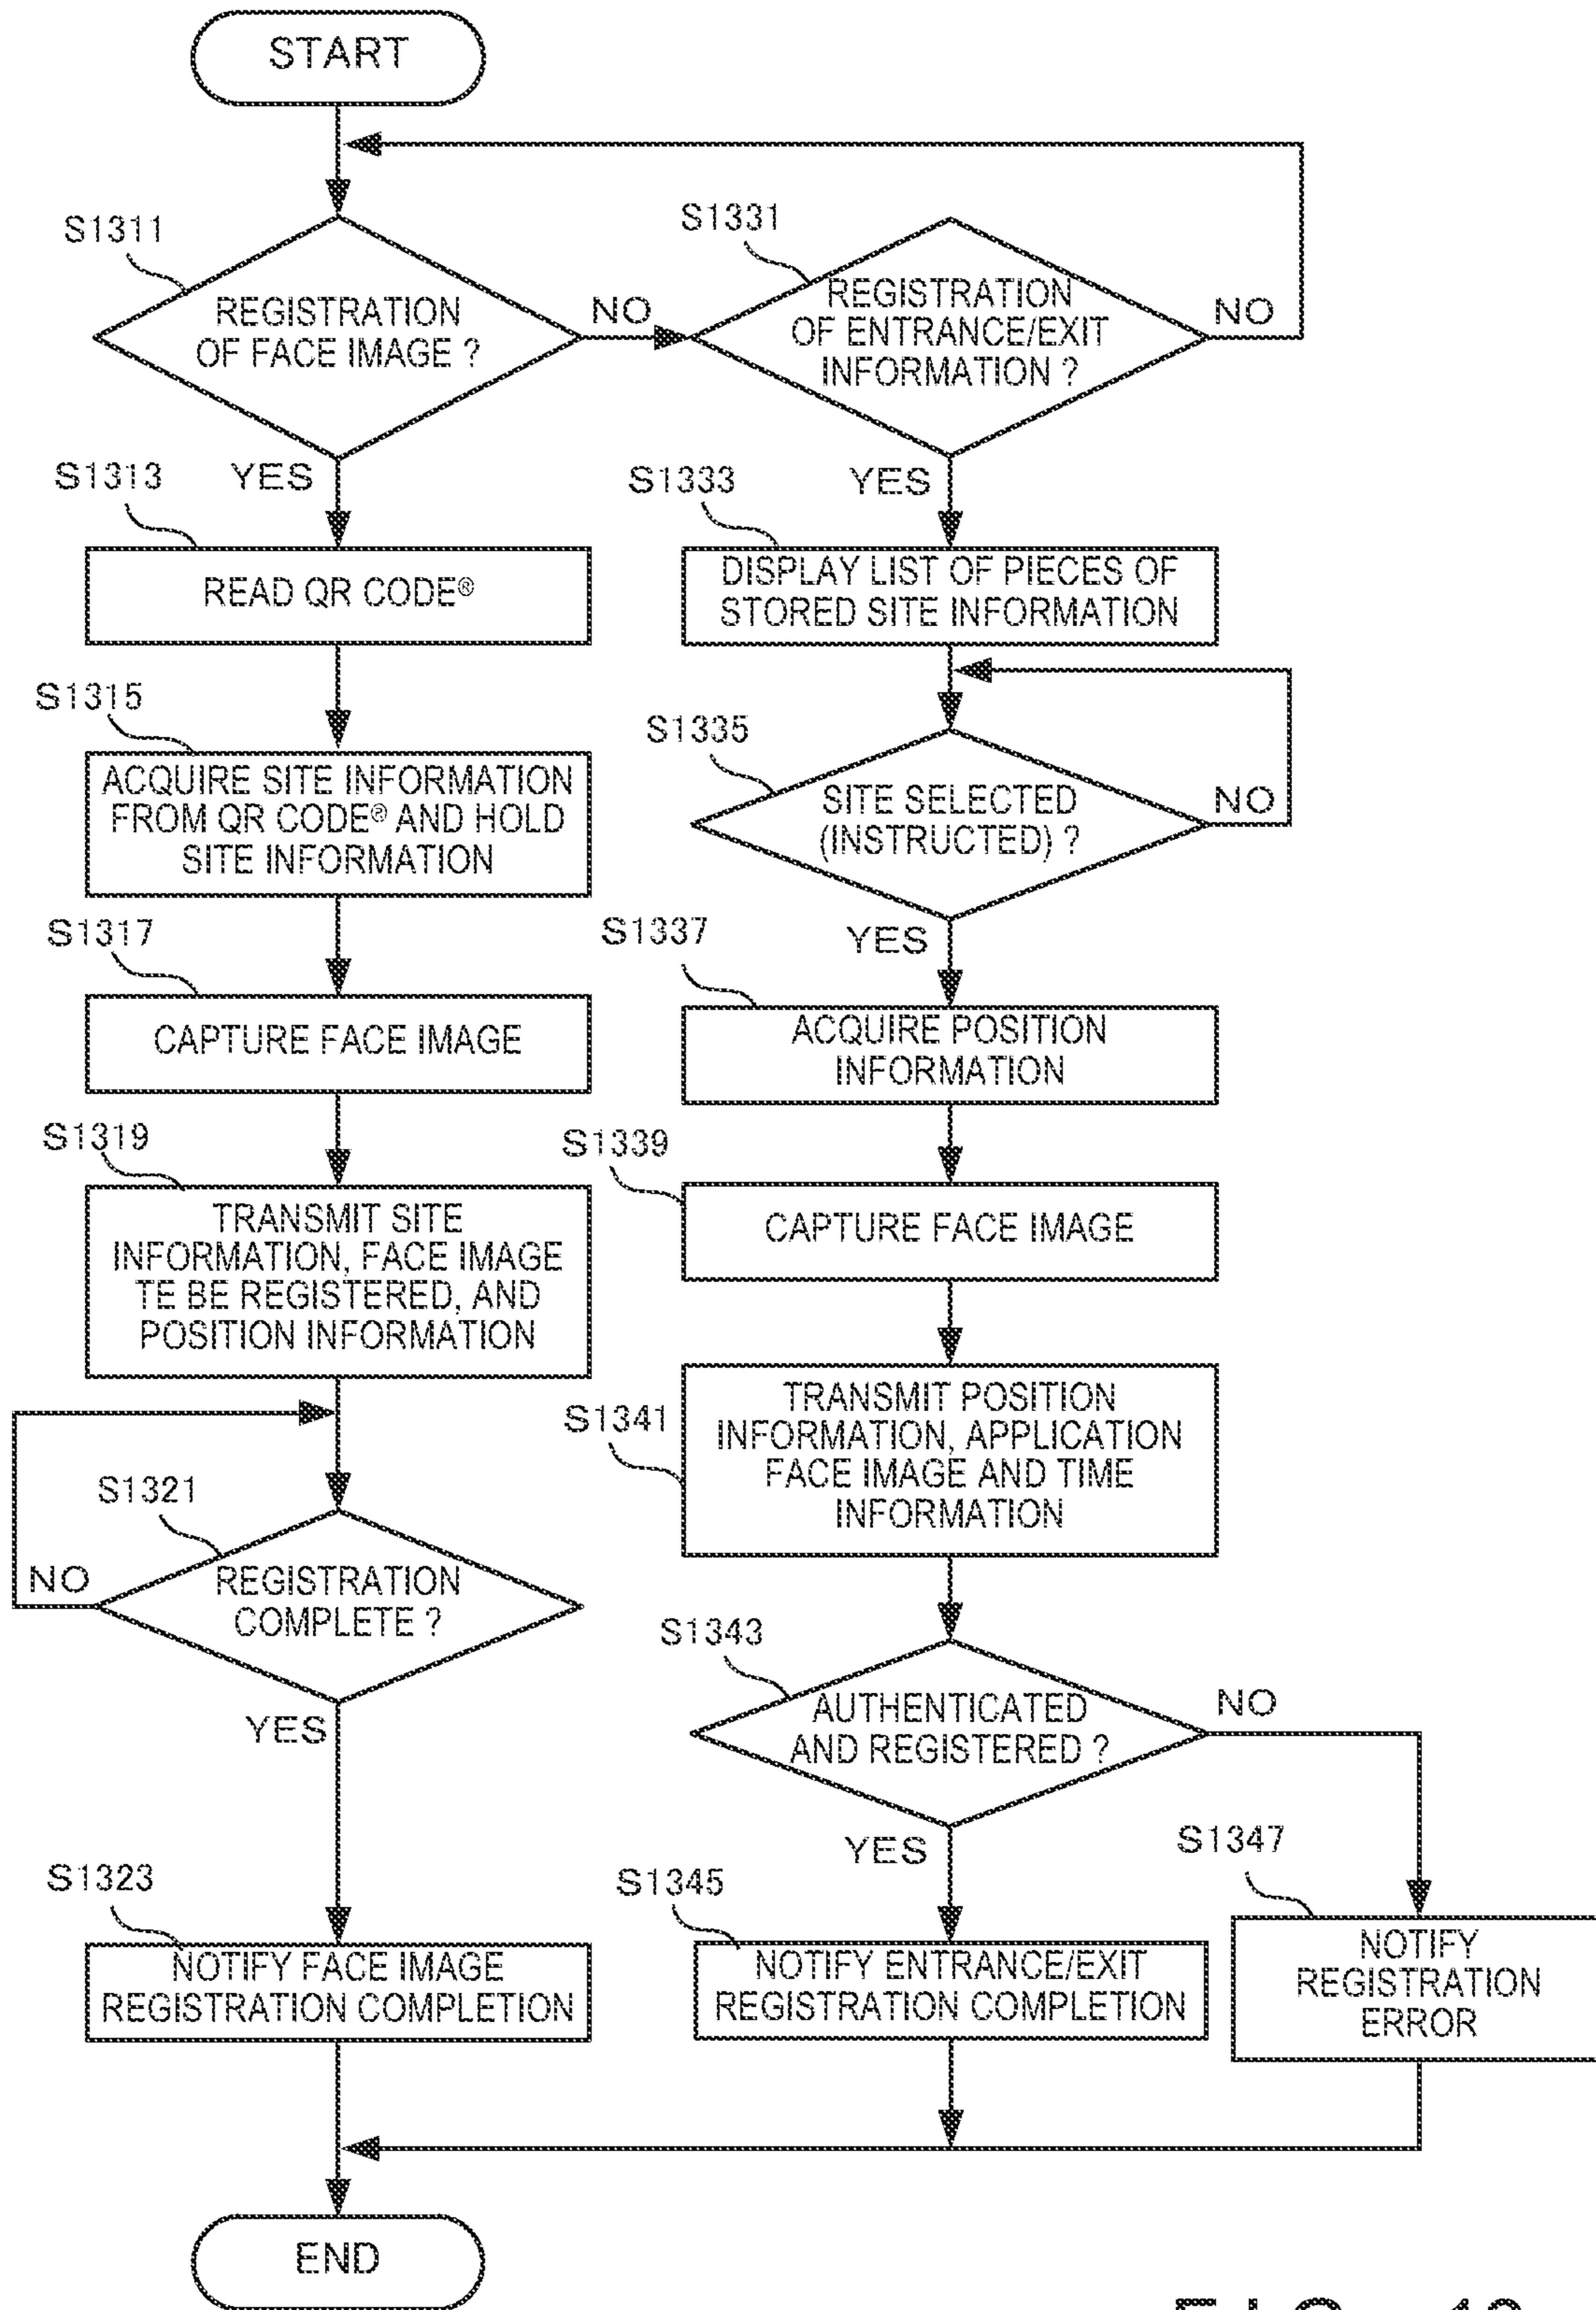 START
S1311
REGISTRATION
OF FACE IMAGE ?
NO
YES
S1331
REGISTRATION
OF ENTRANCE/EXIT
INFORMATION ?
NO
YES
S1313
READ QR CODE®
S1315
ACQUIRE SITE INFORMATION
FROM QR CODE® AND HOLD
SITE INFORMATION
S1317
CAPTURE FACE IMAGE
S1319
TRANSMIT SITE
INFORMATION, FACE IMAGE
TE BE REGISTERED, AND
POSITION INFORMATION
S1321
REGISTRATION
COMPLETE ?
NO
YES
S1323
NOTIFY FACE IMAGE
REGISTRATION COMPLETION
S1333
DISPLAY LIST OF PIECES OF
STORED SITE INFORMATION
S1335
SITE SELECTED
(INSTRUCTED) ?
NO
YES
S1337
ACQUIRE POSITION
INFORMATION
S1339
CAPTURE FACE IMAGE
S1341
TRANSMIT POSITION
INFORMATION, APPLICATION
FACE IMAGE AND TIME
INFORMATION
S1343
AUTHENTICATED
AND REGISTERED ?
NO
YES
S1345
NOTIFY ENTRANCE/EXIT
REGISTRATION COMPLETION
S1347
NOTIFY
REGISTRATION
ERROR
END